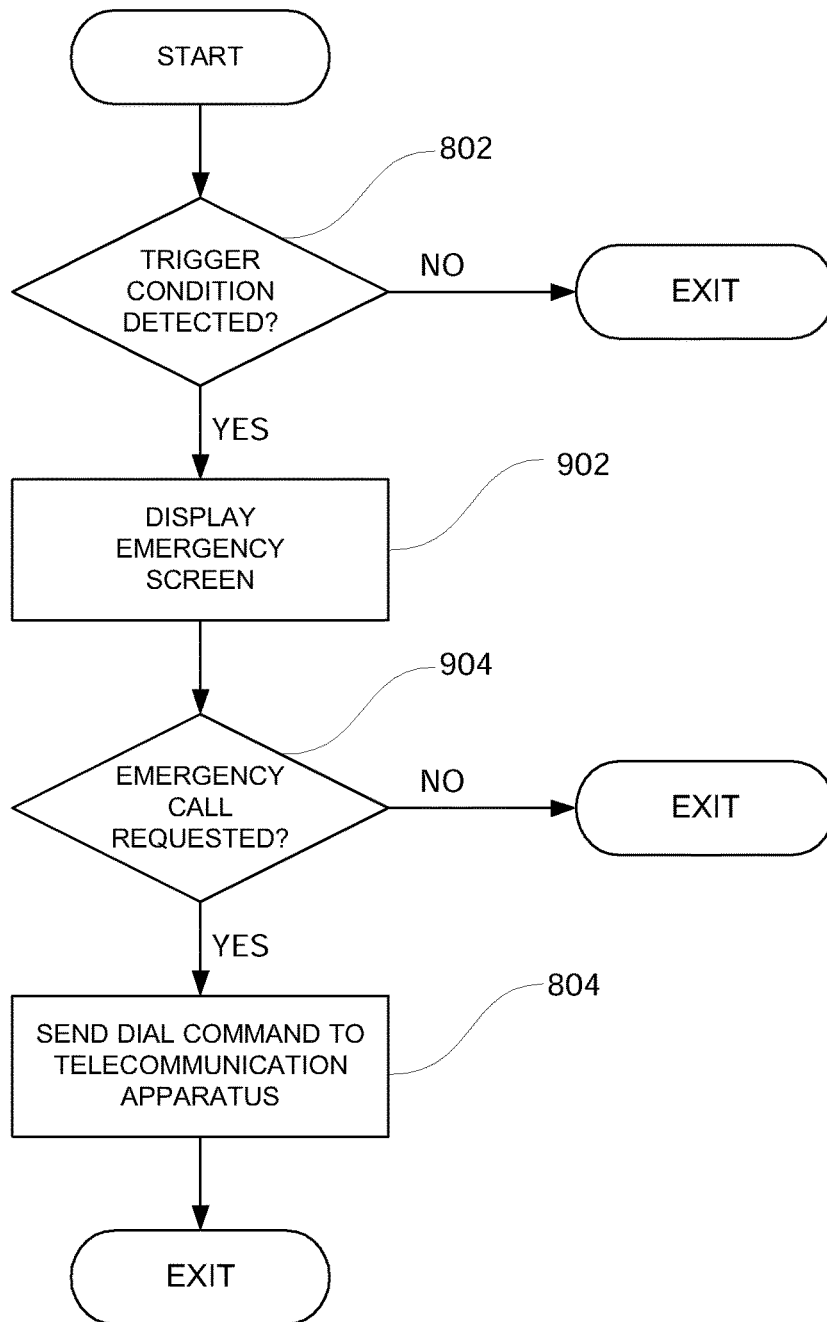 START
802
TRIGGER
CONDITION
DETECTED?
NO
EXIT
YES
902
DISPLAY
EMERGENCY
SCREEN
904
EMERGENCY
CALL
REQUESTED?
NO
EXIT
YES
804
SEND DIAL COMMAND TO
TELECOMMUNICATION
APPARATUS
EXIT